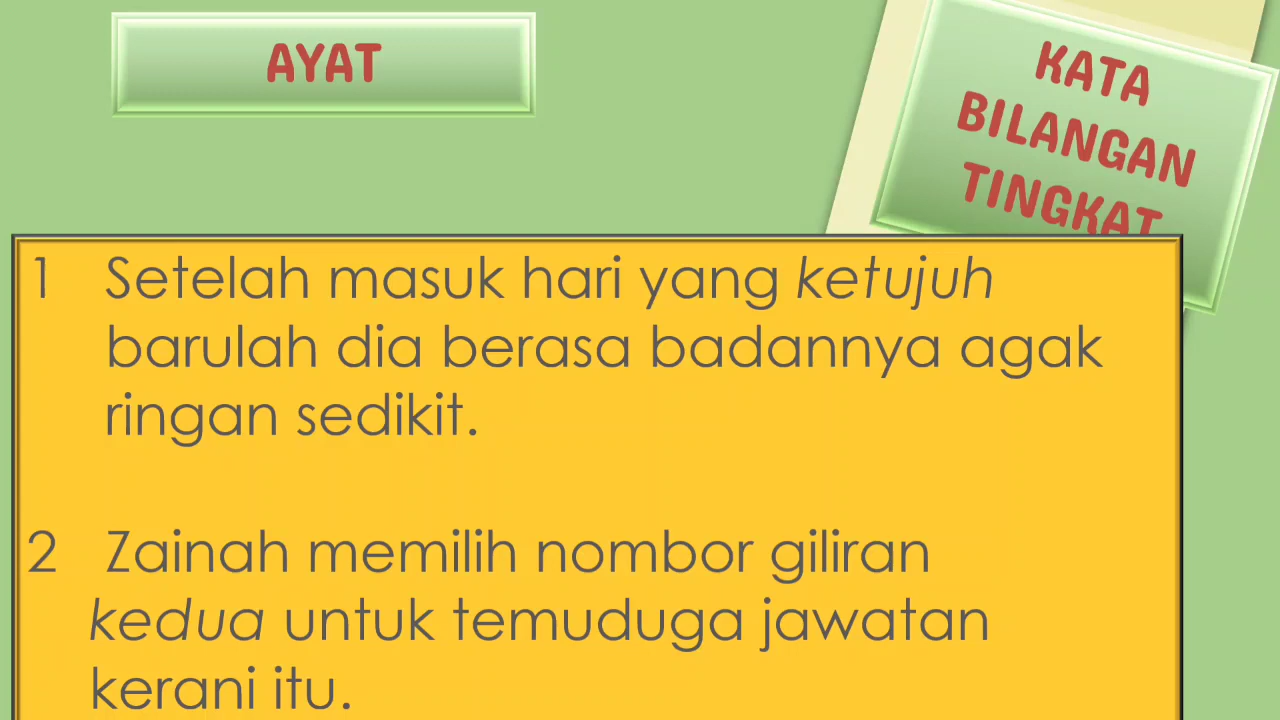 AYAT
KATA
BILANGAN
TINGKAT
1 Setelah masuk hari yang ketujuh
barulah dia berasa badannya agak
ringan sedikit.
2 Zainah memilih nombor giliran
kedua untuk temuduga jawatan
kerani itu.